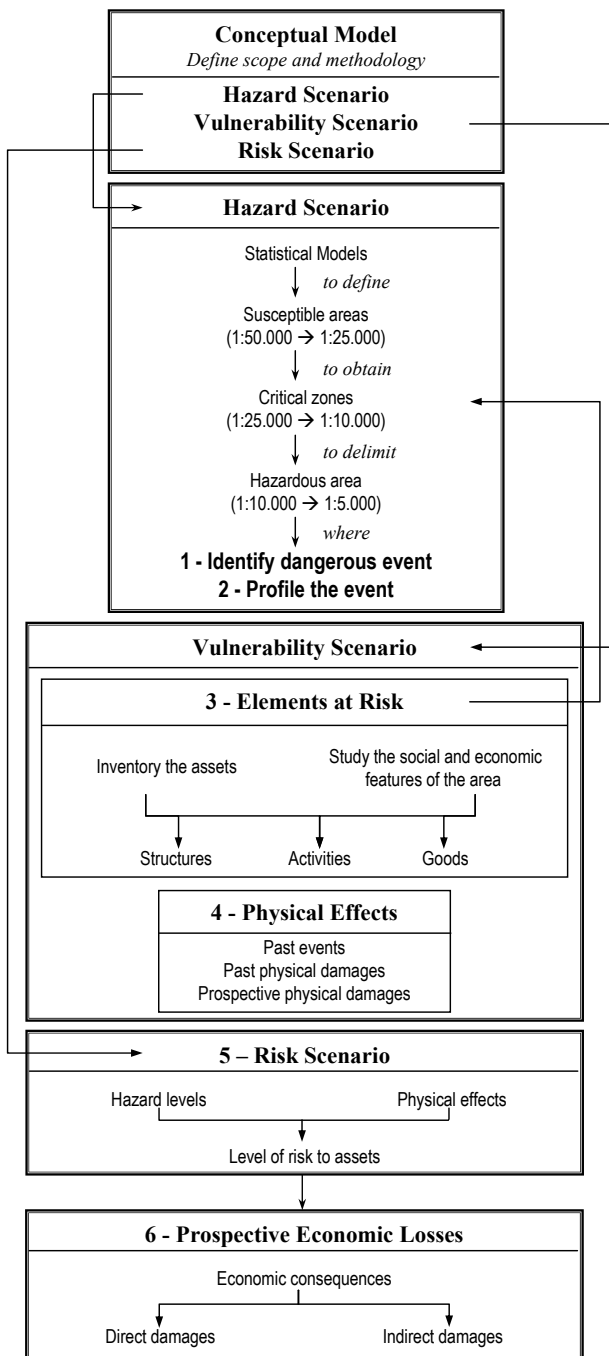 Conceptual Model
Define scope and methodology
Hazard Scenario
Vulnerability Scenario
Risk Scenario
Hazard Scenario
Statistical Models
to define
Susceptible areas
(1:50.000 → 1:25.000)
to obtain
Critical zones
(1:25.000 → 1:10.000)
to delimit
Hazardous area
(1:10.000 → 1:5.000)
where
1 - Identify dangerous event
2 - Profile the event
Vulnerability Scenario
3 - Elements at Risk
Inventory the assets
Study the social and economic
features of the area
Structures Activities Goods
4 - Physical Effects
Past events
Past physical damages
Prospective physical damages
5 – Risk Scenario
Hazard levels Physical effects
Level of risk to assets
6 - Prospective Economic Losses
Economic consequences
Direct damages Indirect damages